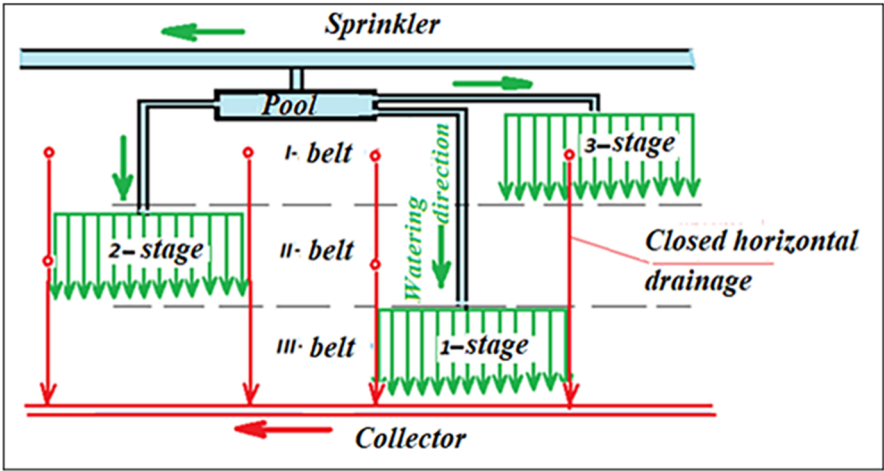 Sprinkler
Pool
I- belt
3-stage
Watering
direction
2-stage
II- belt
Closed horizontal
drainage
III- belt
1-stage
Collector